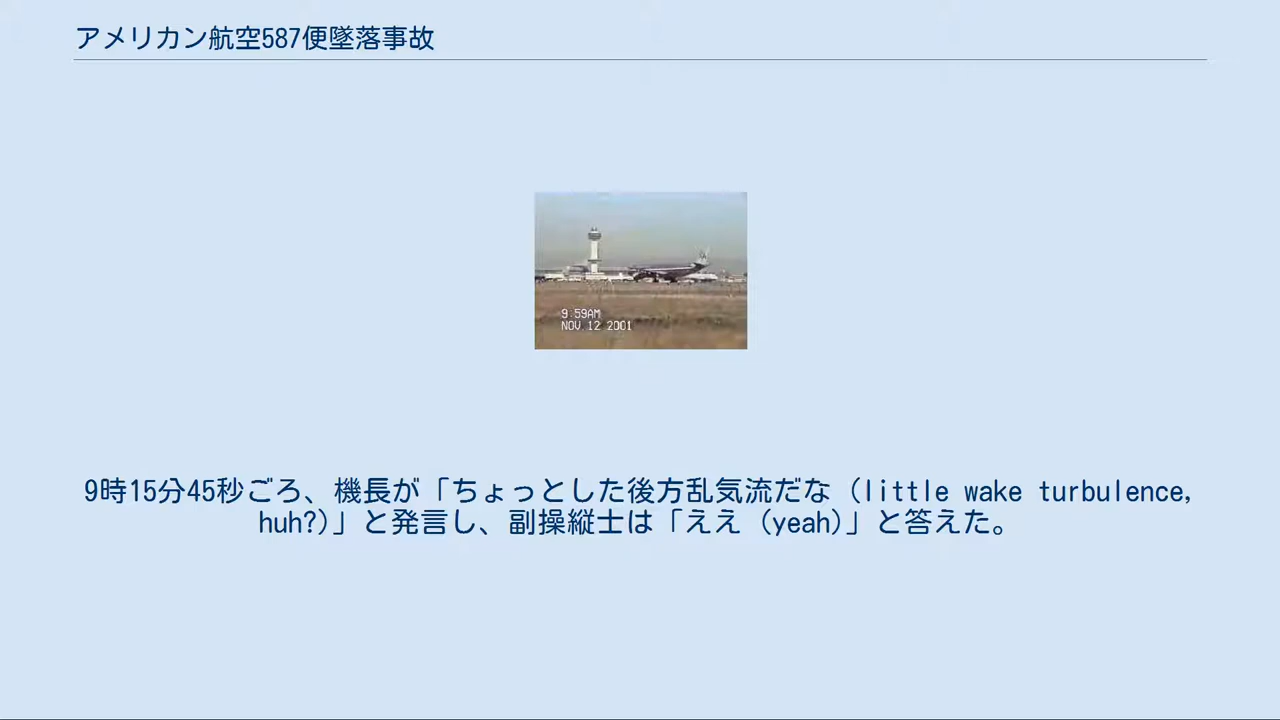 アメリカン航空587便墜落事故
9:59AM
NOV.12 2001
9時15分45秒ごろ、機長が「ちょっとした後方乱気流だな（little wake turbulence,
huh?)」と発言し、副操縦士は「ええ（yeah)」と答えた。